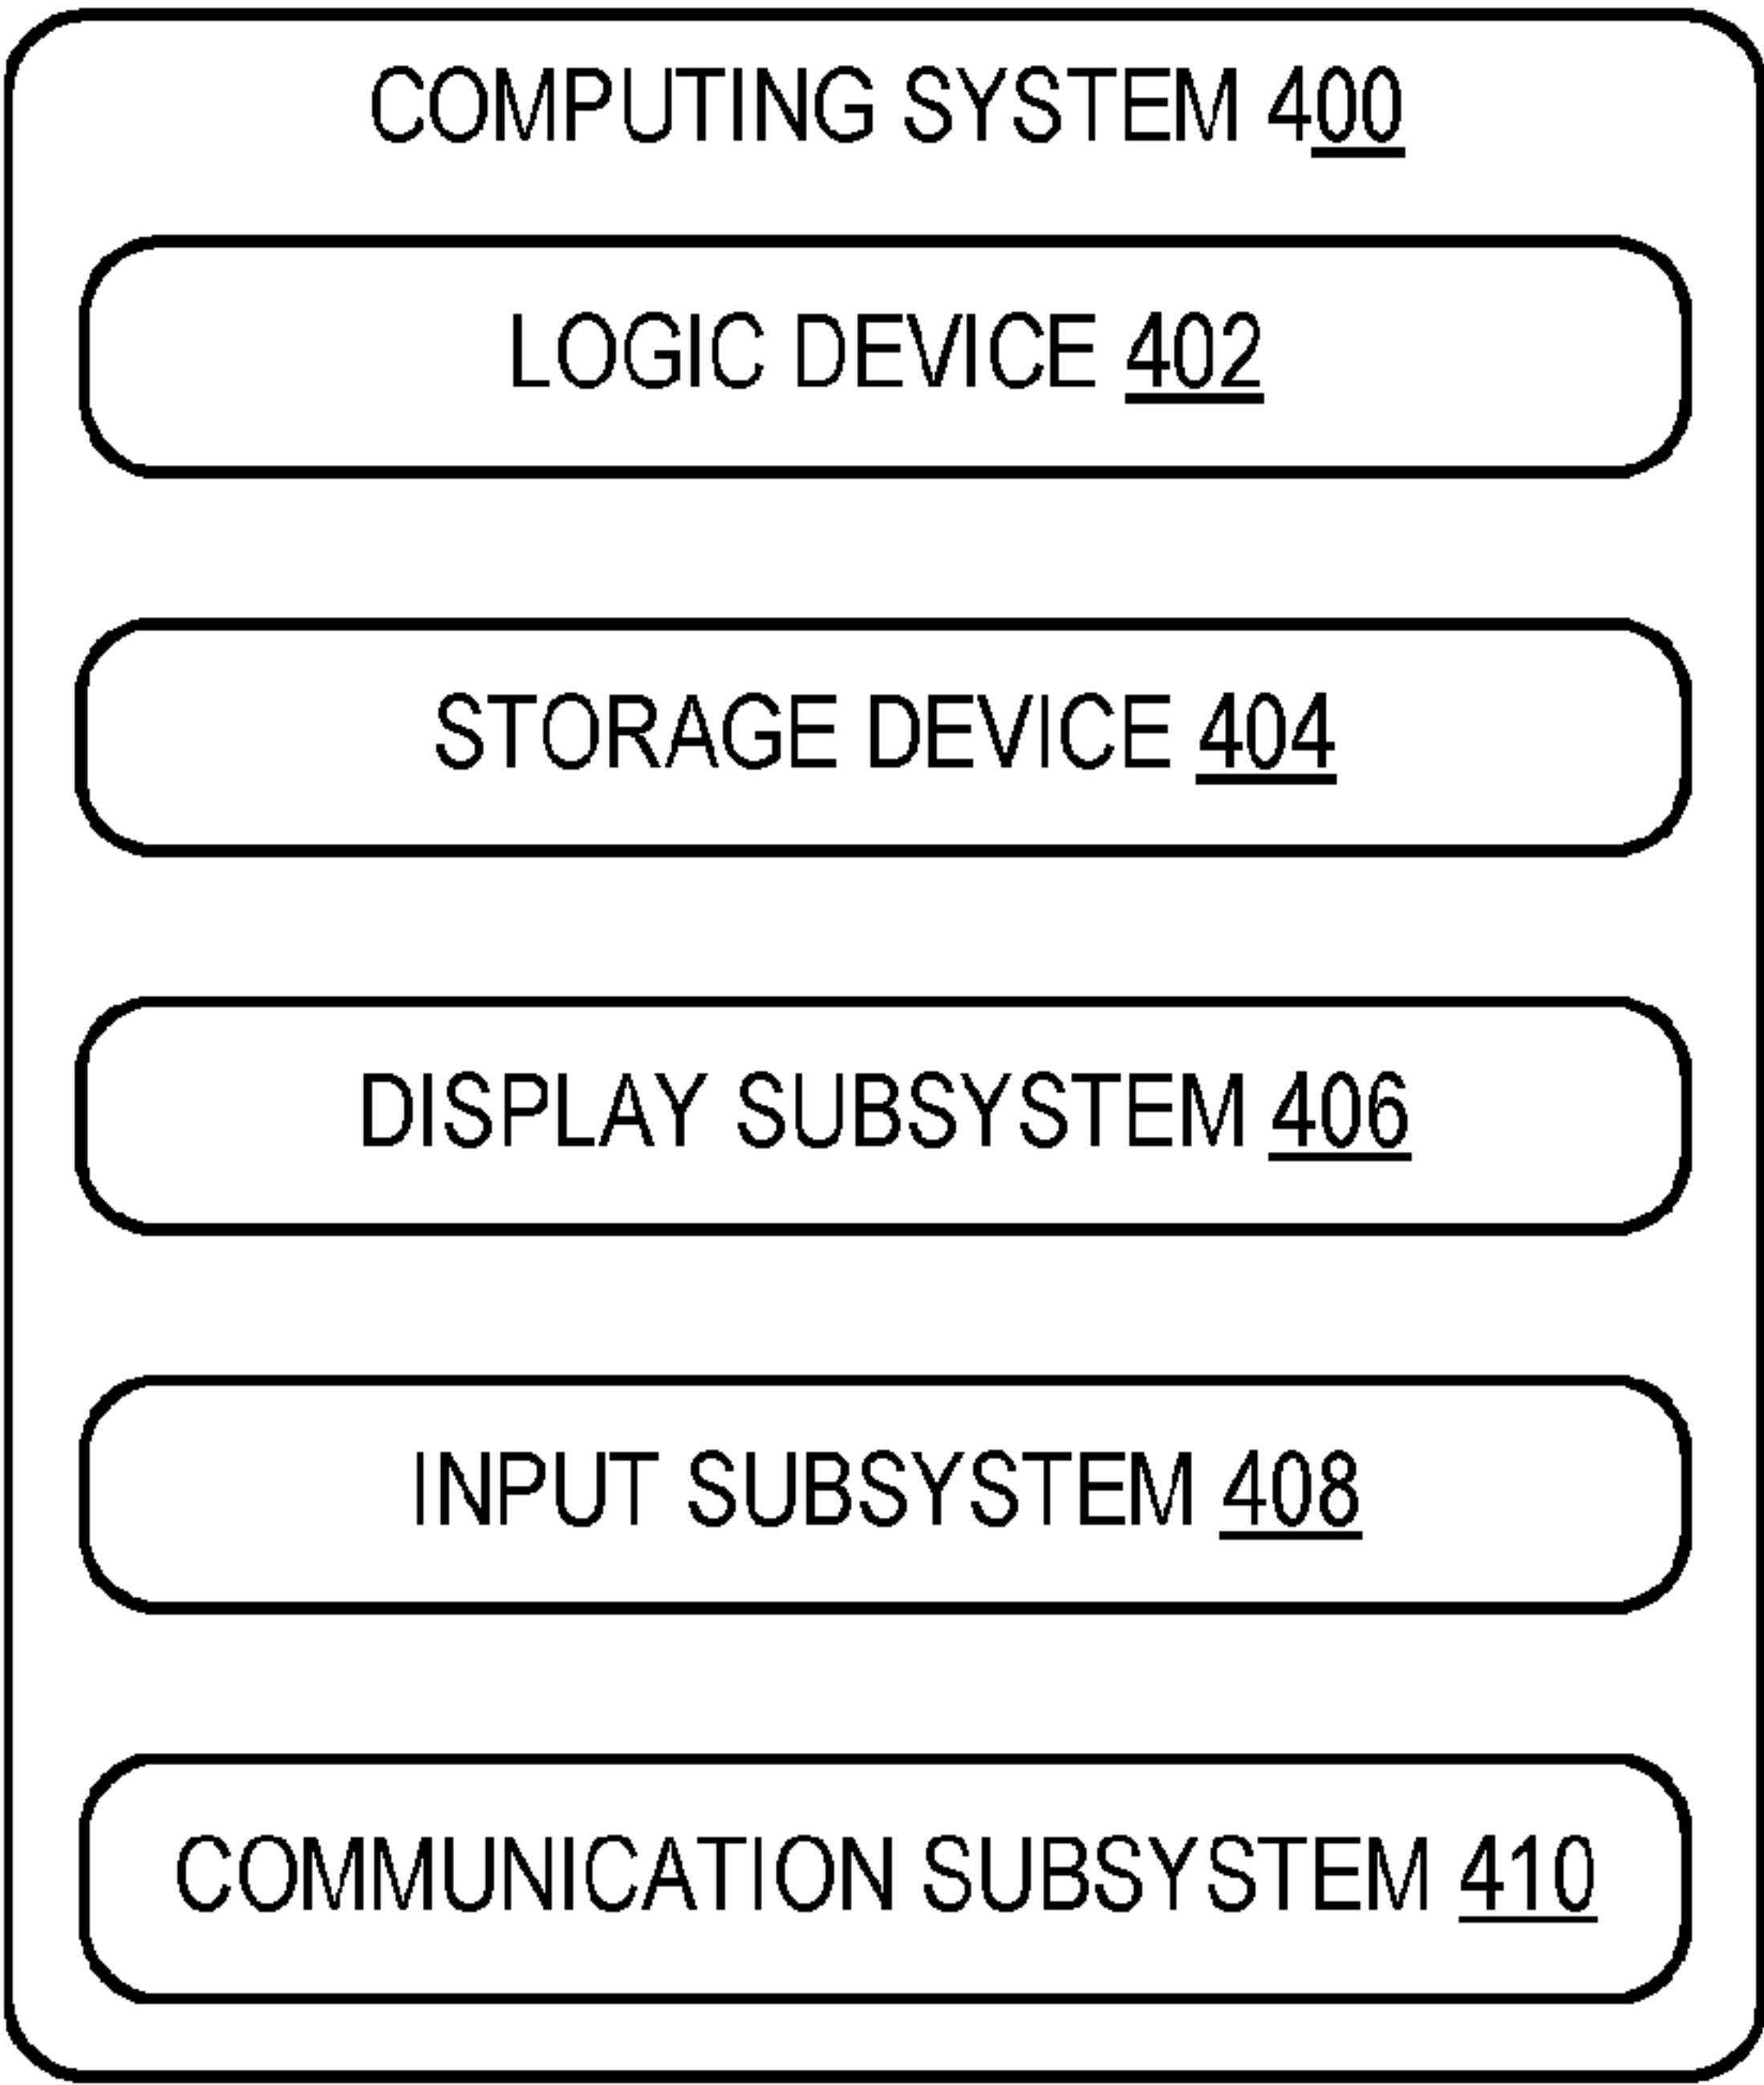 COMPUTING SYSTEM 400
LOGIC DEVICE 402
STORAGE DEVICE 404
DISPLAY SUBSYSTEM 406
INPUT SUBSYSTEM 408
COMMUNICATION SUBSYSTEM 410